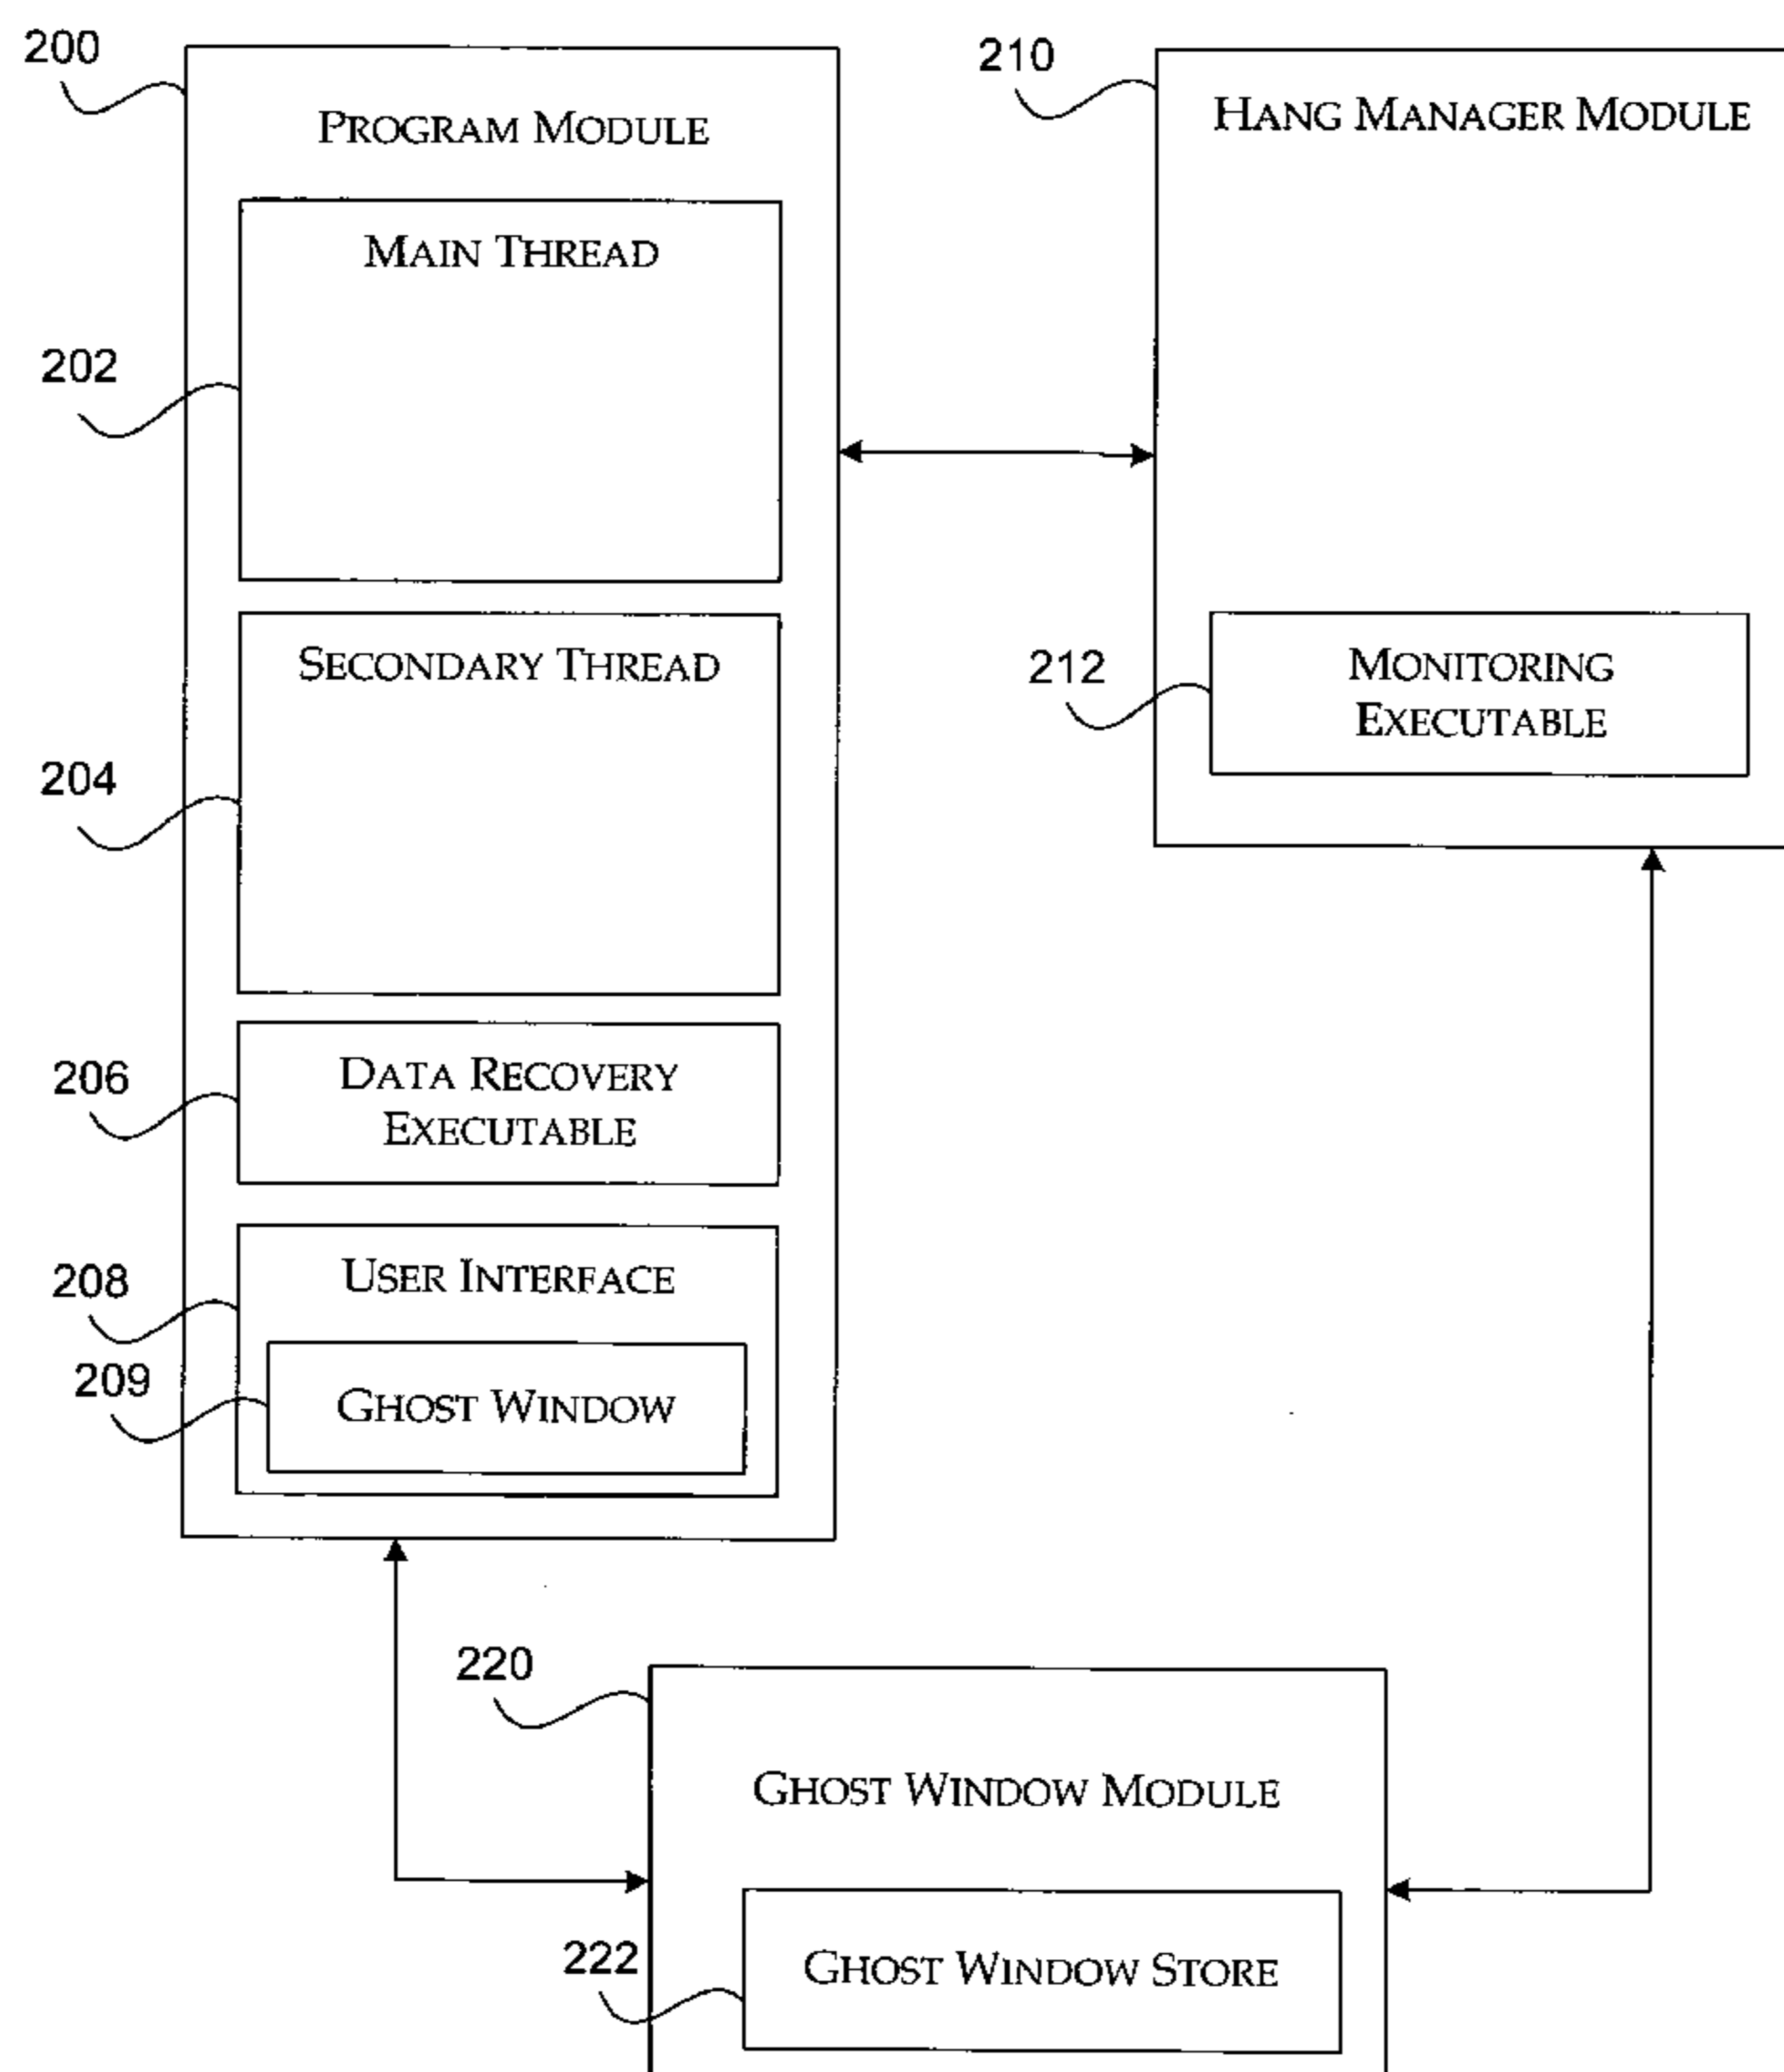 200
PROGRAM MODULE
MAIN THREAD
202
SECONDARY THREAD
204
206
DATA RECOVERY
EXECUTABLE
208
USER INTERFACE
209
GHOST WINDOW
210
HANG MANAGER MODULE
212
MONITORING
EXECUTABLE
220
GHOST WINDOW MODULE
222
GHOST WINDOW STORE